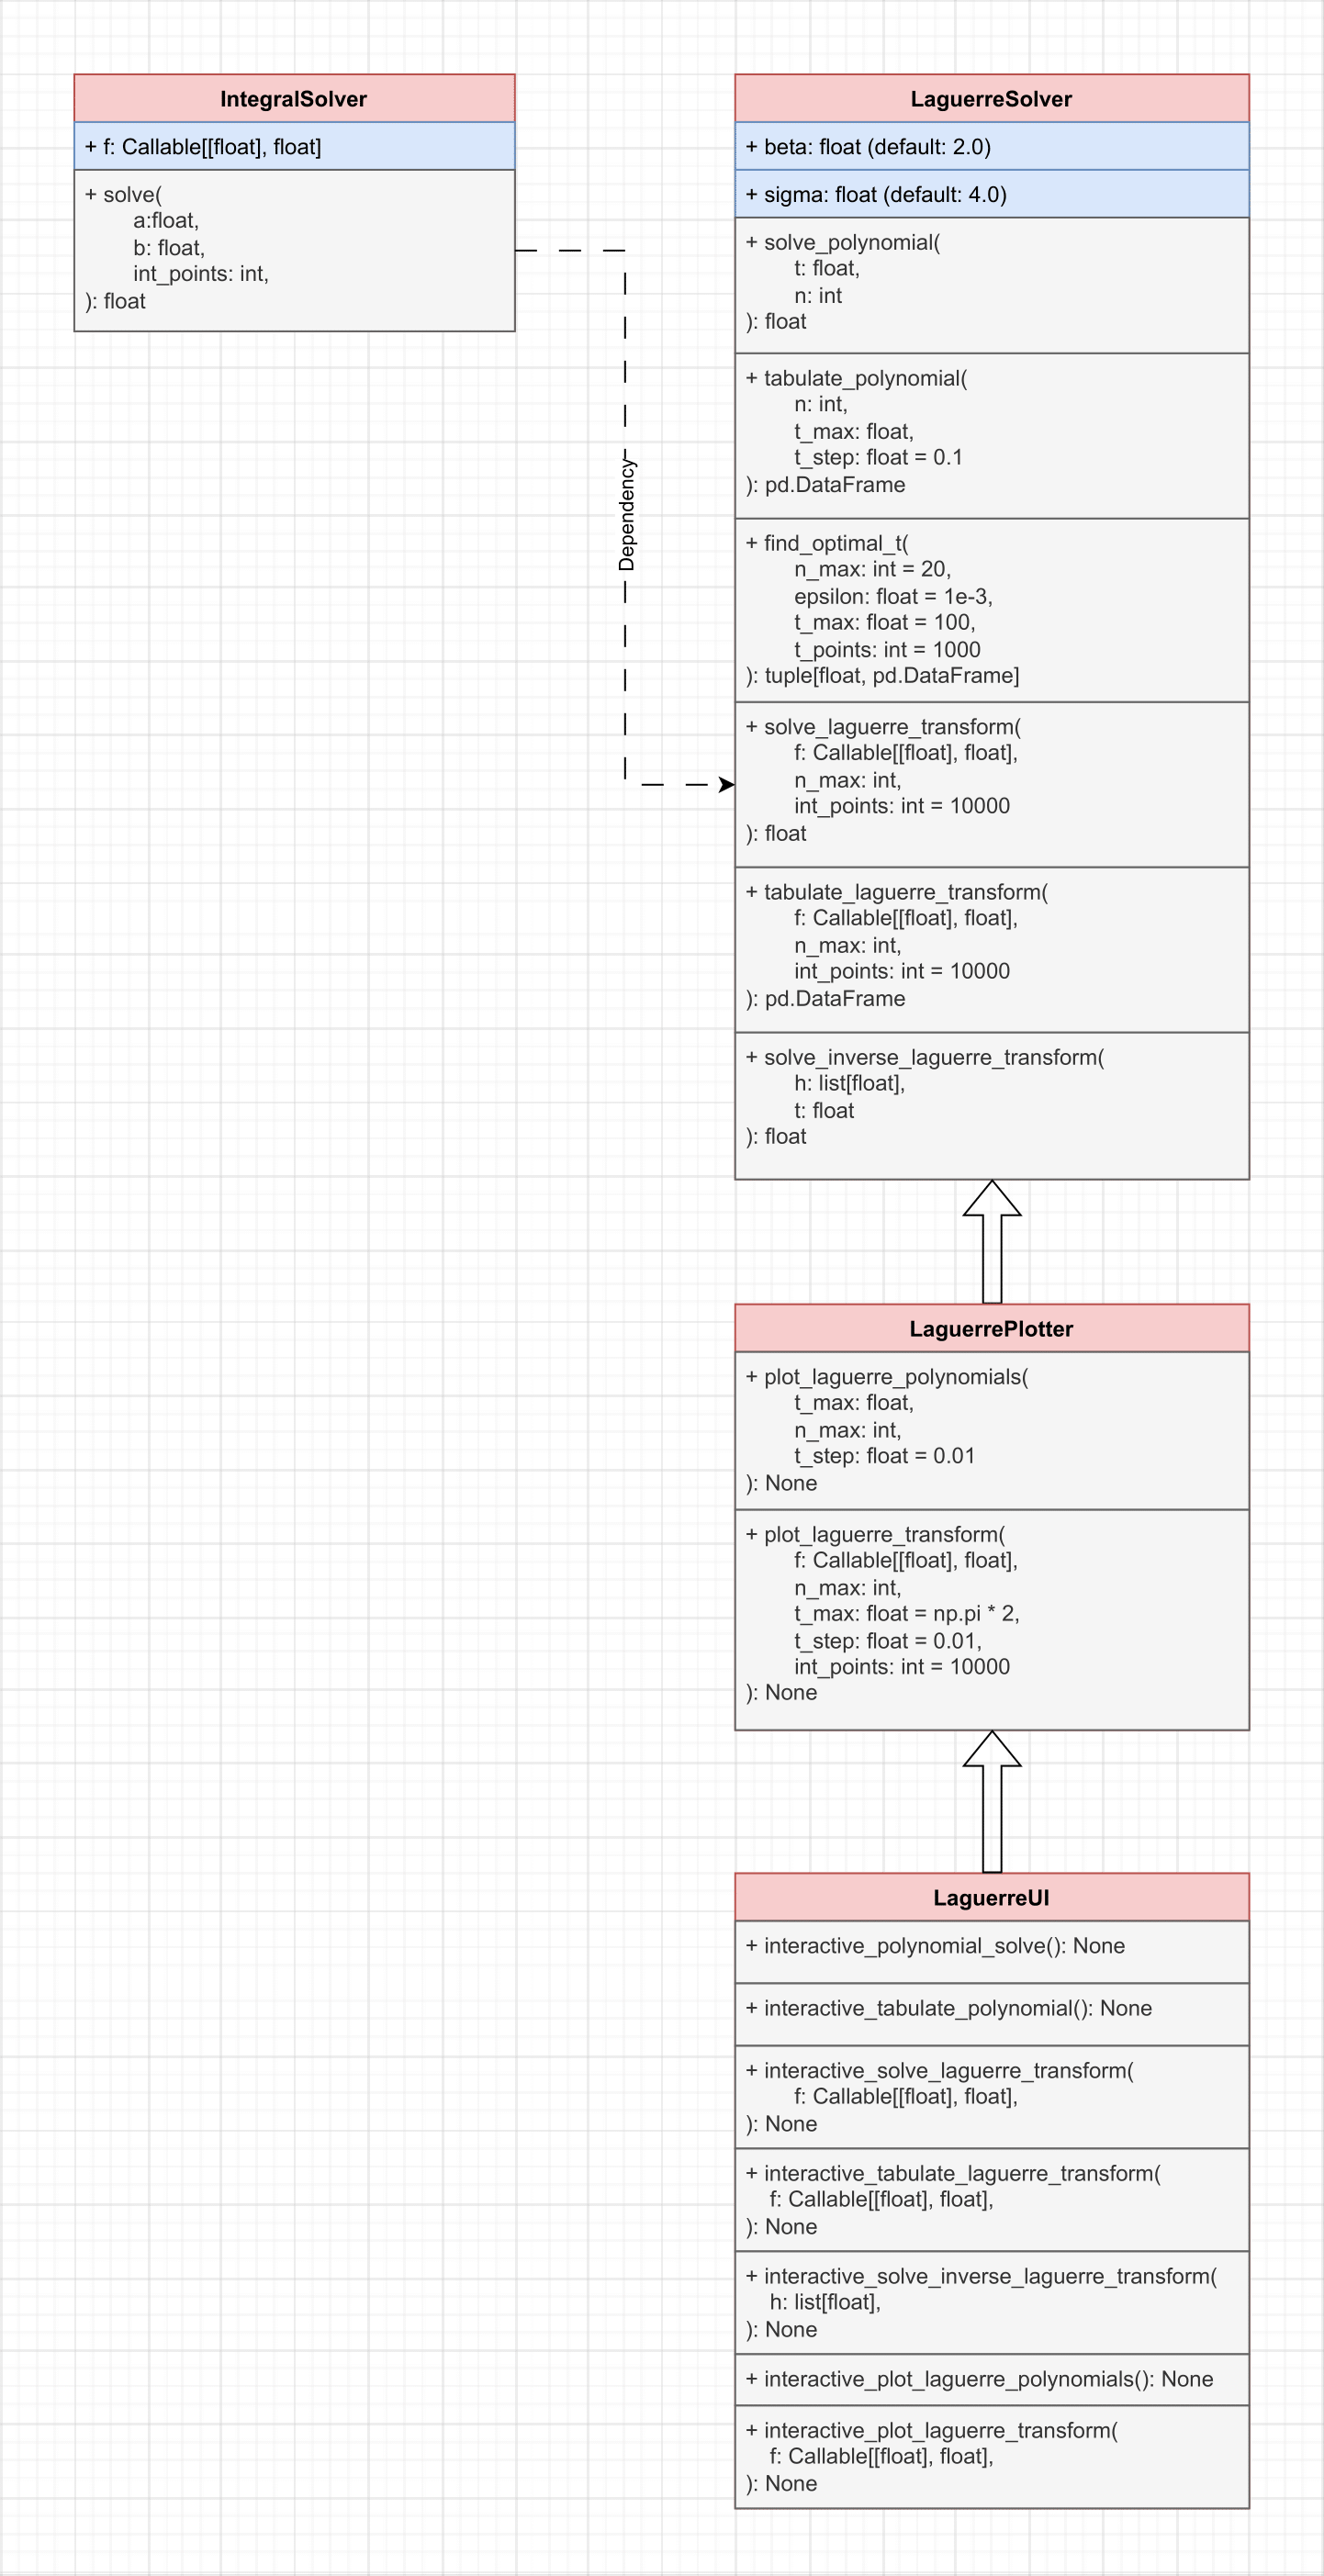 IntegralSolver
+ f: Callable[[float], float]
+ solve(
a:float,
b: float,
int_points: int,
): float
Dependency
LaguerreSolver
+ beta: float (default: 2.0)
+ sigma: float (default: 4.0)
+ solve_polynomial(
t: float,
n: int
): float
+ tabulate_polynomial(
n: int,
t_max: float,
t_step: float = 0.1
): pd.DataFrame
+ find_optimal_t(
n_max: int = 20,
epsilon: float = 1e-3,
t_max: float = 100,
t_points: int = 1000
): tuple[float, pd.DataFrame]
+ solve_laguerre_transform(
f: Callable[[float], float],
n_max: int,
int_points: int = 10000
): float
+ tabulate_laguerre_transform(
f: Callable[[float], float],
n_max: int,
int_points: int = 10000
): pd.DataFrame
+ solve_inverse_laguerre_transform(
h: list[float],
t: float
): float
LaguerrePlotter
+ plot_laguerre_polynomials(
t_max: float,
n_max: int,
t_step: float = 0.01
): None
+ plot_laguerre_transform(
f: Callable[[float], float],
n_max: int,
t_max: float = np.pi * 2,
t_step: float = 0.01,
int_points: int = 10000
): None
LaguerreUI
+ interactive_polynomial_solve(): None
+ interactive_tabulate_polynomial(): None
+ interactive_solve_laguerre_transform(
f: Callable[[float], float],
): None
+ interactive_tabulate_laguerre_transform(
f: Callable[[float], float],
): None
+ interactive_solve_inverse_laguerre_transform(
h: list[float],
): None
+ interactive_plot_laguerre_polynomials(): None
+ interactive_plot_laguerre_transform(
f: Callable[[float], float],
): None